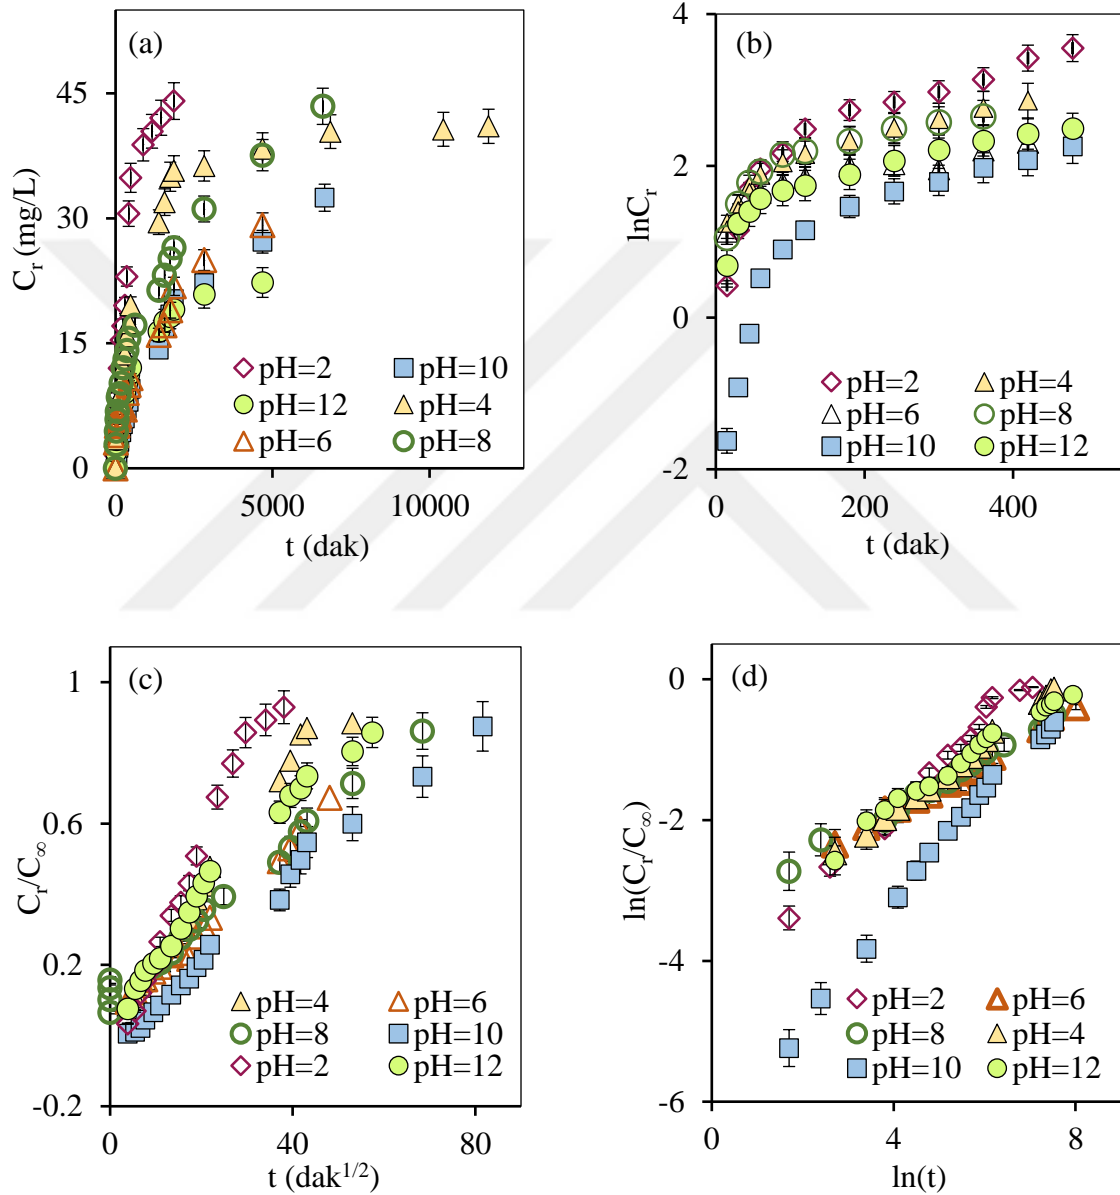 (a)
45
30
15
0
C_r (mg/L)
pH=2 pH=10
pH=12 pH=4
pH=6 pH=8
0 5000 10000
t (dak)
(b)
4
2
0
-2
lnC_r
pH=2 pH=4
pH=6 pH=8
pH=10 pH=12
0 200 400
t (dak)
(c)
1
0.6
0.2
-0.2
C_r/C_∞
pH=4 pH=6
pH=8 pH=10
pH=2 pH=12
0 40 80
t (dak^{1/2})
(d)
0
-2
-4
-6
ln(C_r/C_∞)
pH=2 pH=6
pH=8 pH=4
pH=10 pH=12
0 4 8
ln(t)